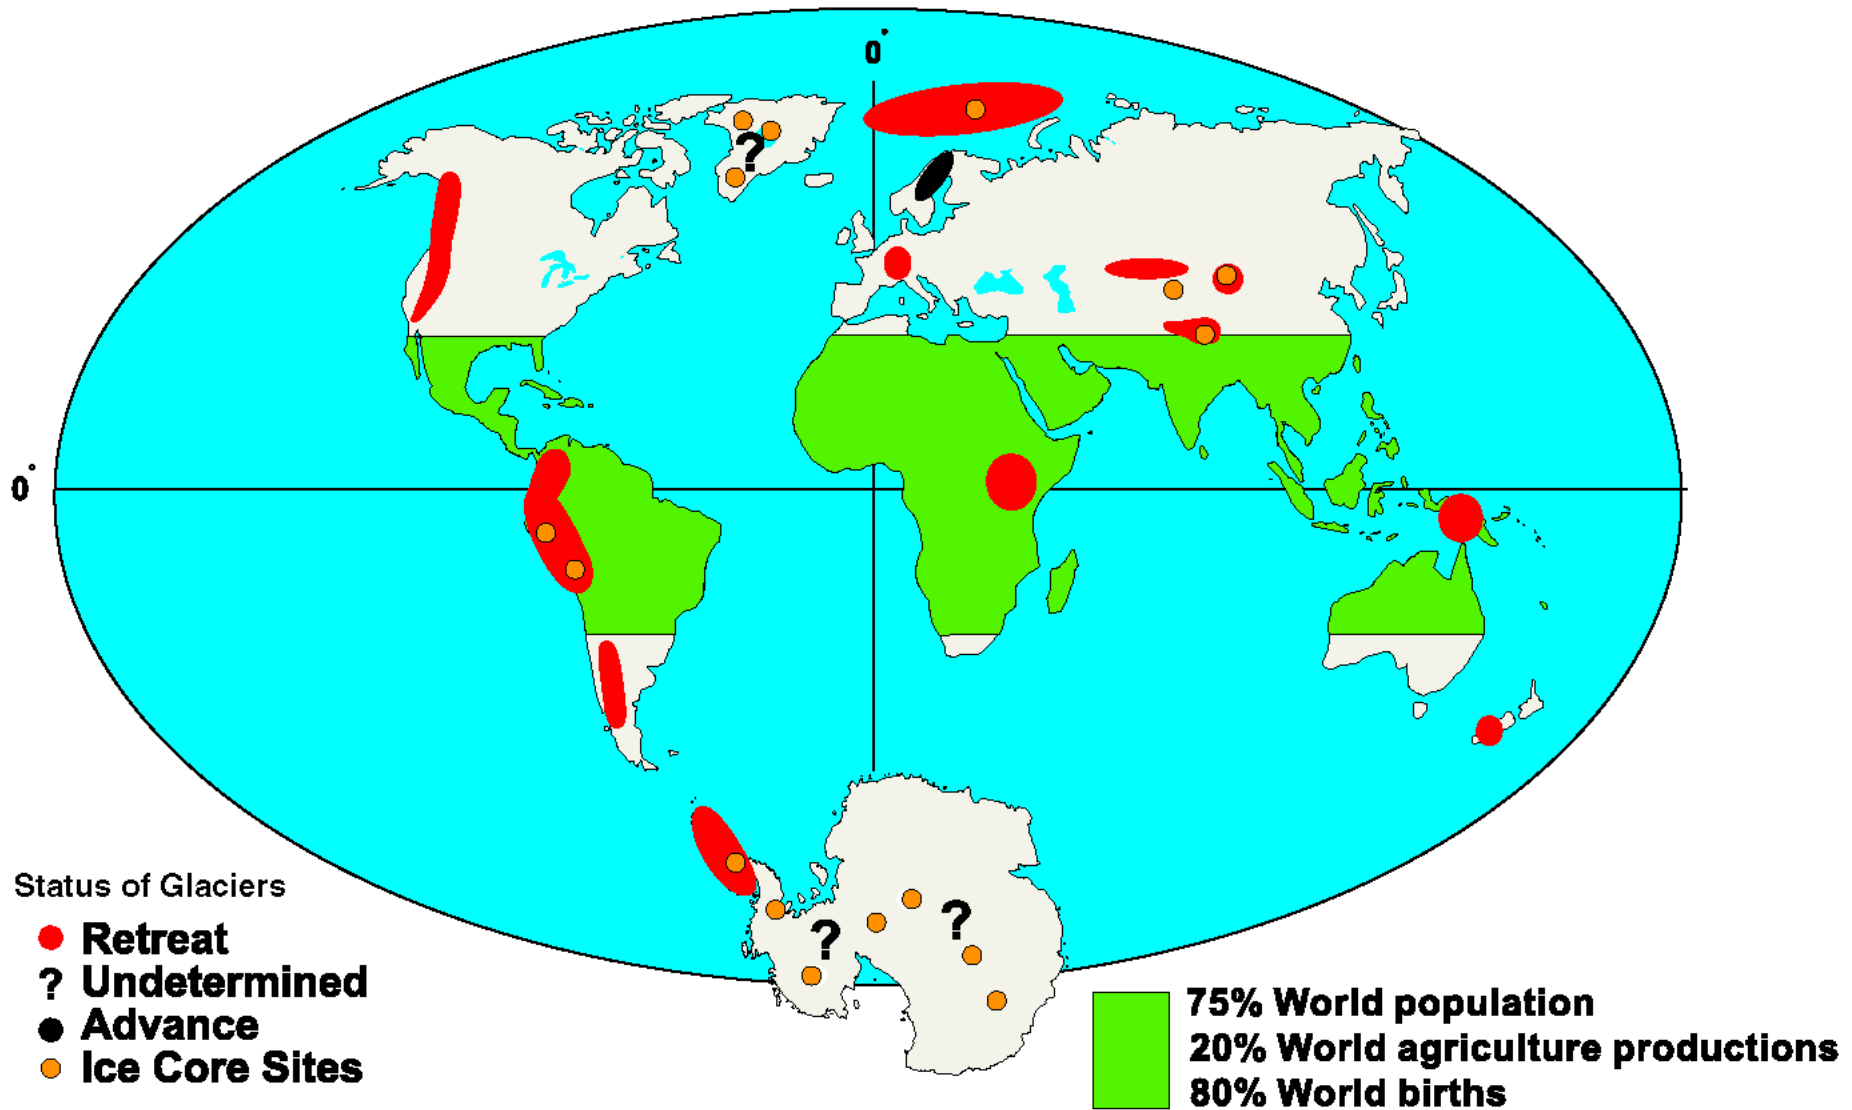 0°
0°
?
?
?
Status of Glaciers
Retreat
? Undetermined
Advance
Ice Core Sites
75% World population
20% World agriculture productions
80% World births